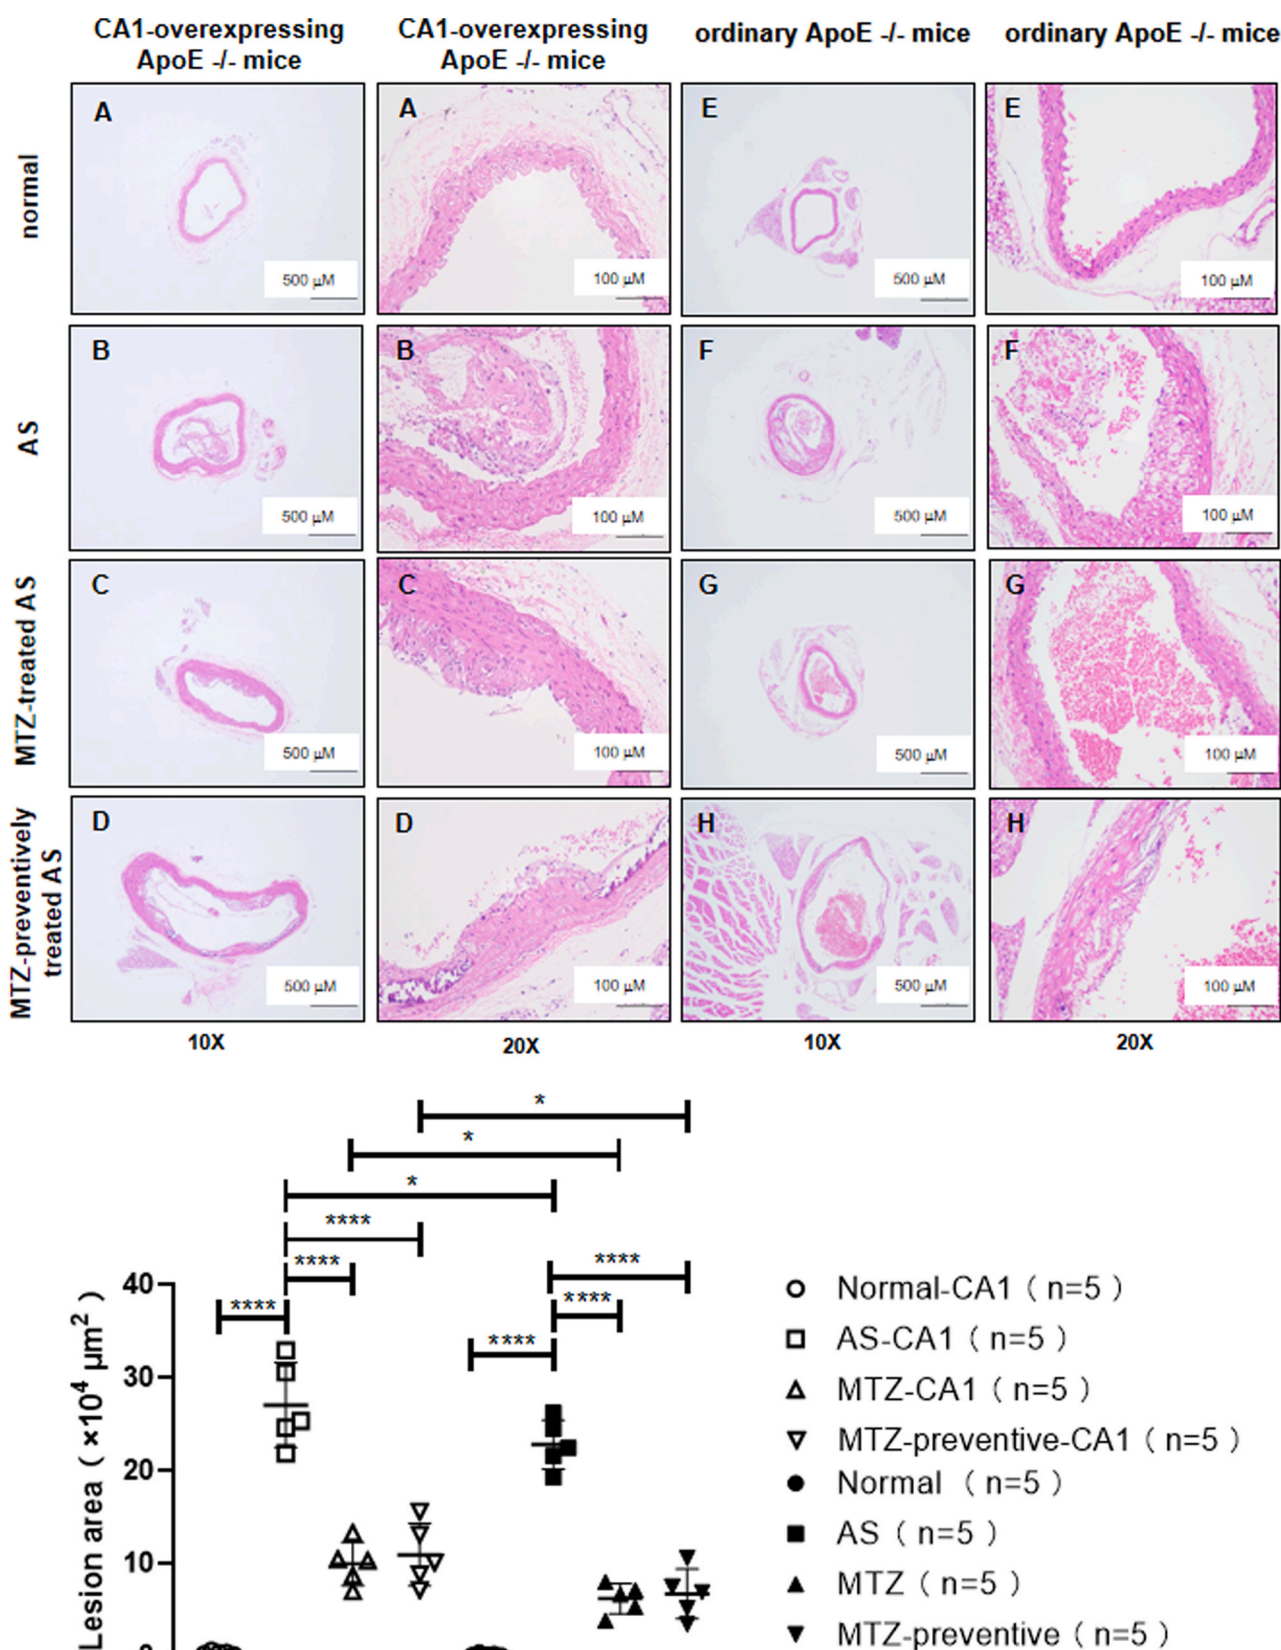 CA1-overexpressing
ApoE -/- mice
CA1-overexpressing
ApoE -/- mice
ordinary ApoE -/- mice
ordinary ApoE -/- mice
normal
A
500 µM
A
100 µM
E
500 µM
E
100 µM
AS
B
500 µM
B
100 µM
F
500 µM
F
100 µM
MTZ-treated AS
C
500 µM
C
100 µM
G
500 µM
G
100 µM
MTZ-preventively
treated AS
D
500 µM
D
100 µM
H
500 µM
H
100 µM
10X
20X
10X
20X
*
*
*
****
****
****
****
****
****
Lesion area ( ×10⁴ µm² )
40
30
20
10
0
Normal-CA1 ( n=5 )
AS-CA1 ( n=5 )
MTZ-CA1 ( n=5 )
MTZ-preventive-CA1 ( n=5 )
Normal ( n=5 )
AS ( n=5 )
MTZ ( n=5 )
MTZ-preventive ( n=5 )